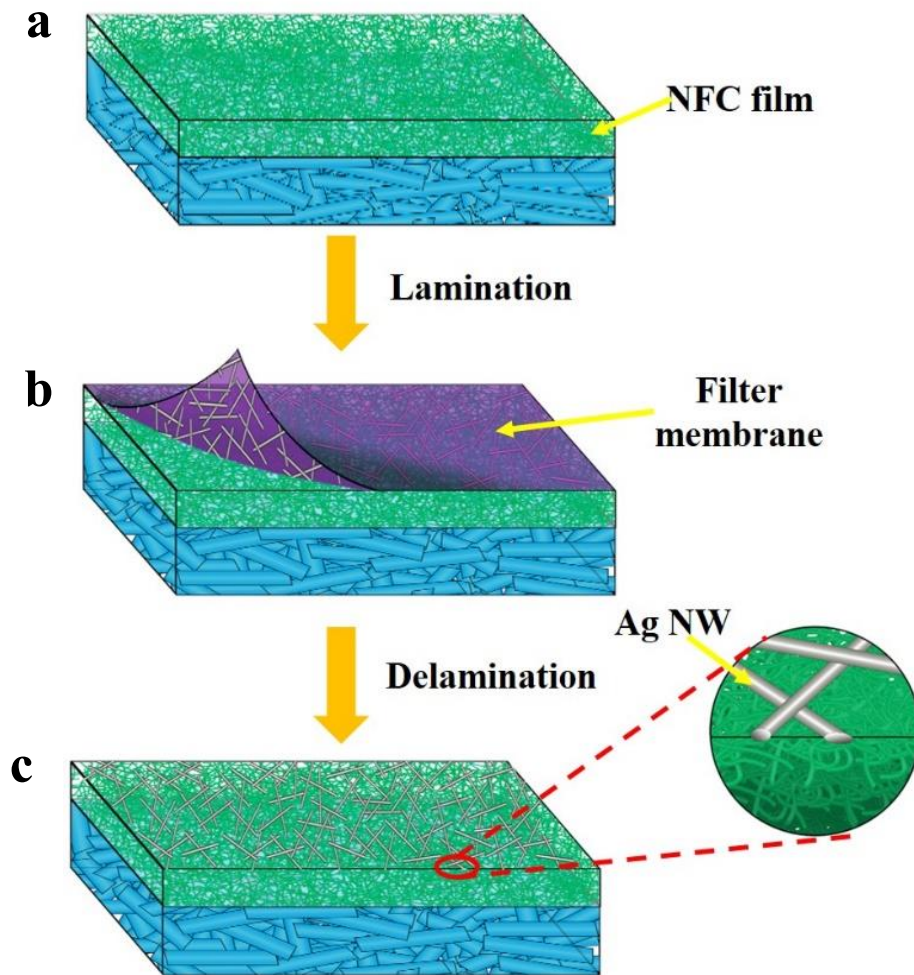 a
NFC film
Lamination
b
Filter
membrane
Ag NW
Delamination
c